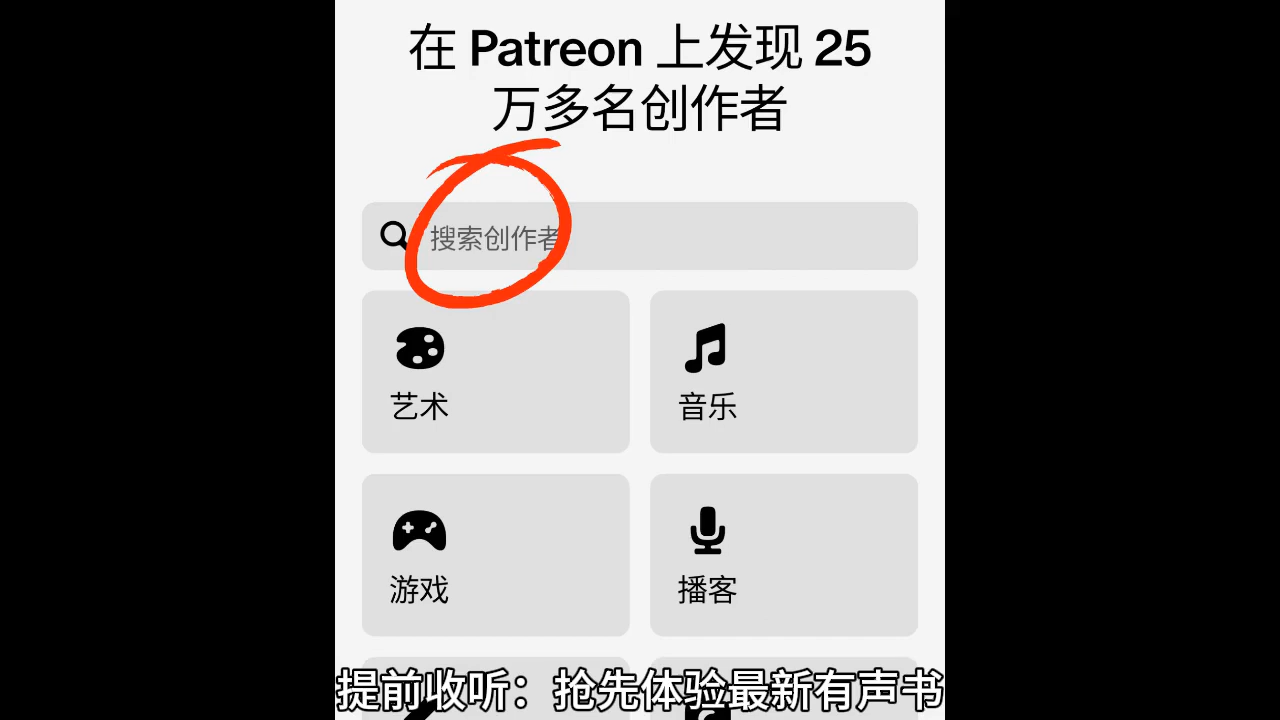 在 Patreon 上发现 25
万多名创作者
搜索创作者
艺术
音乐
游戏
播客
提前收听：抢先体验最新有声书